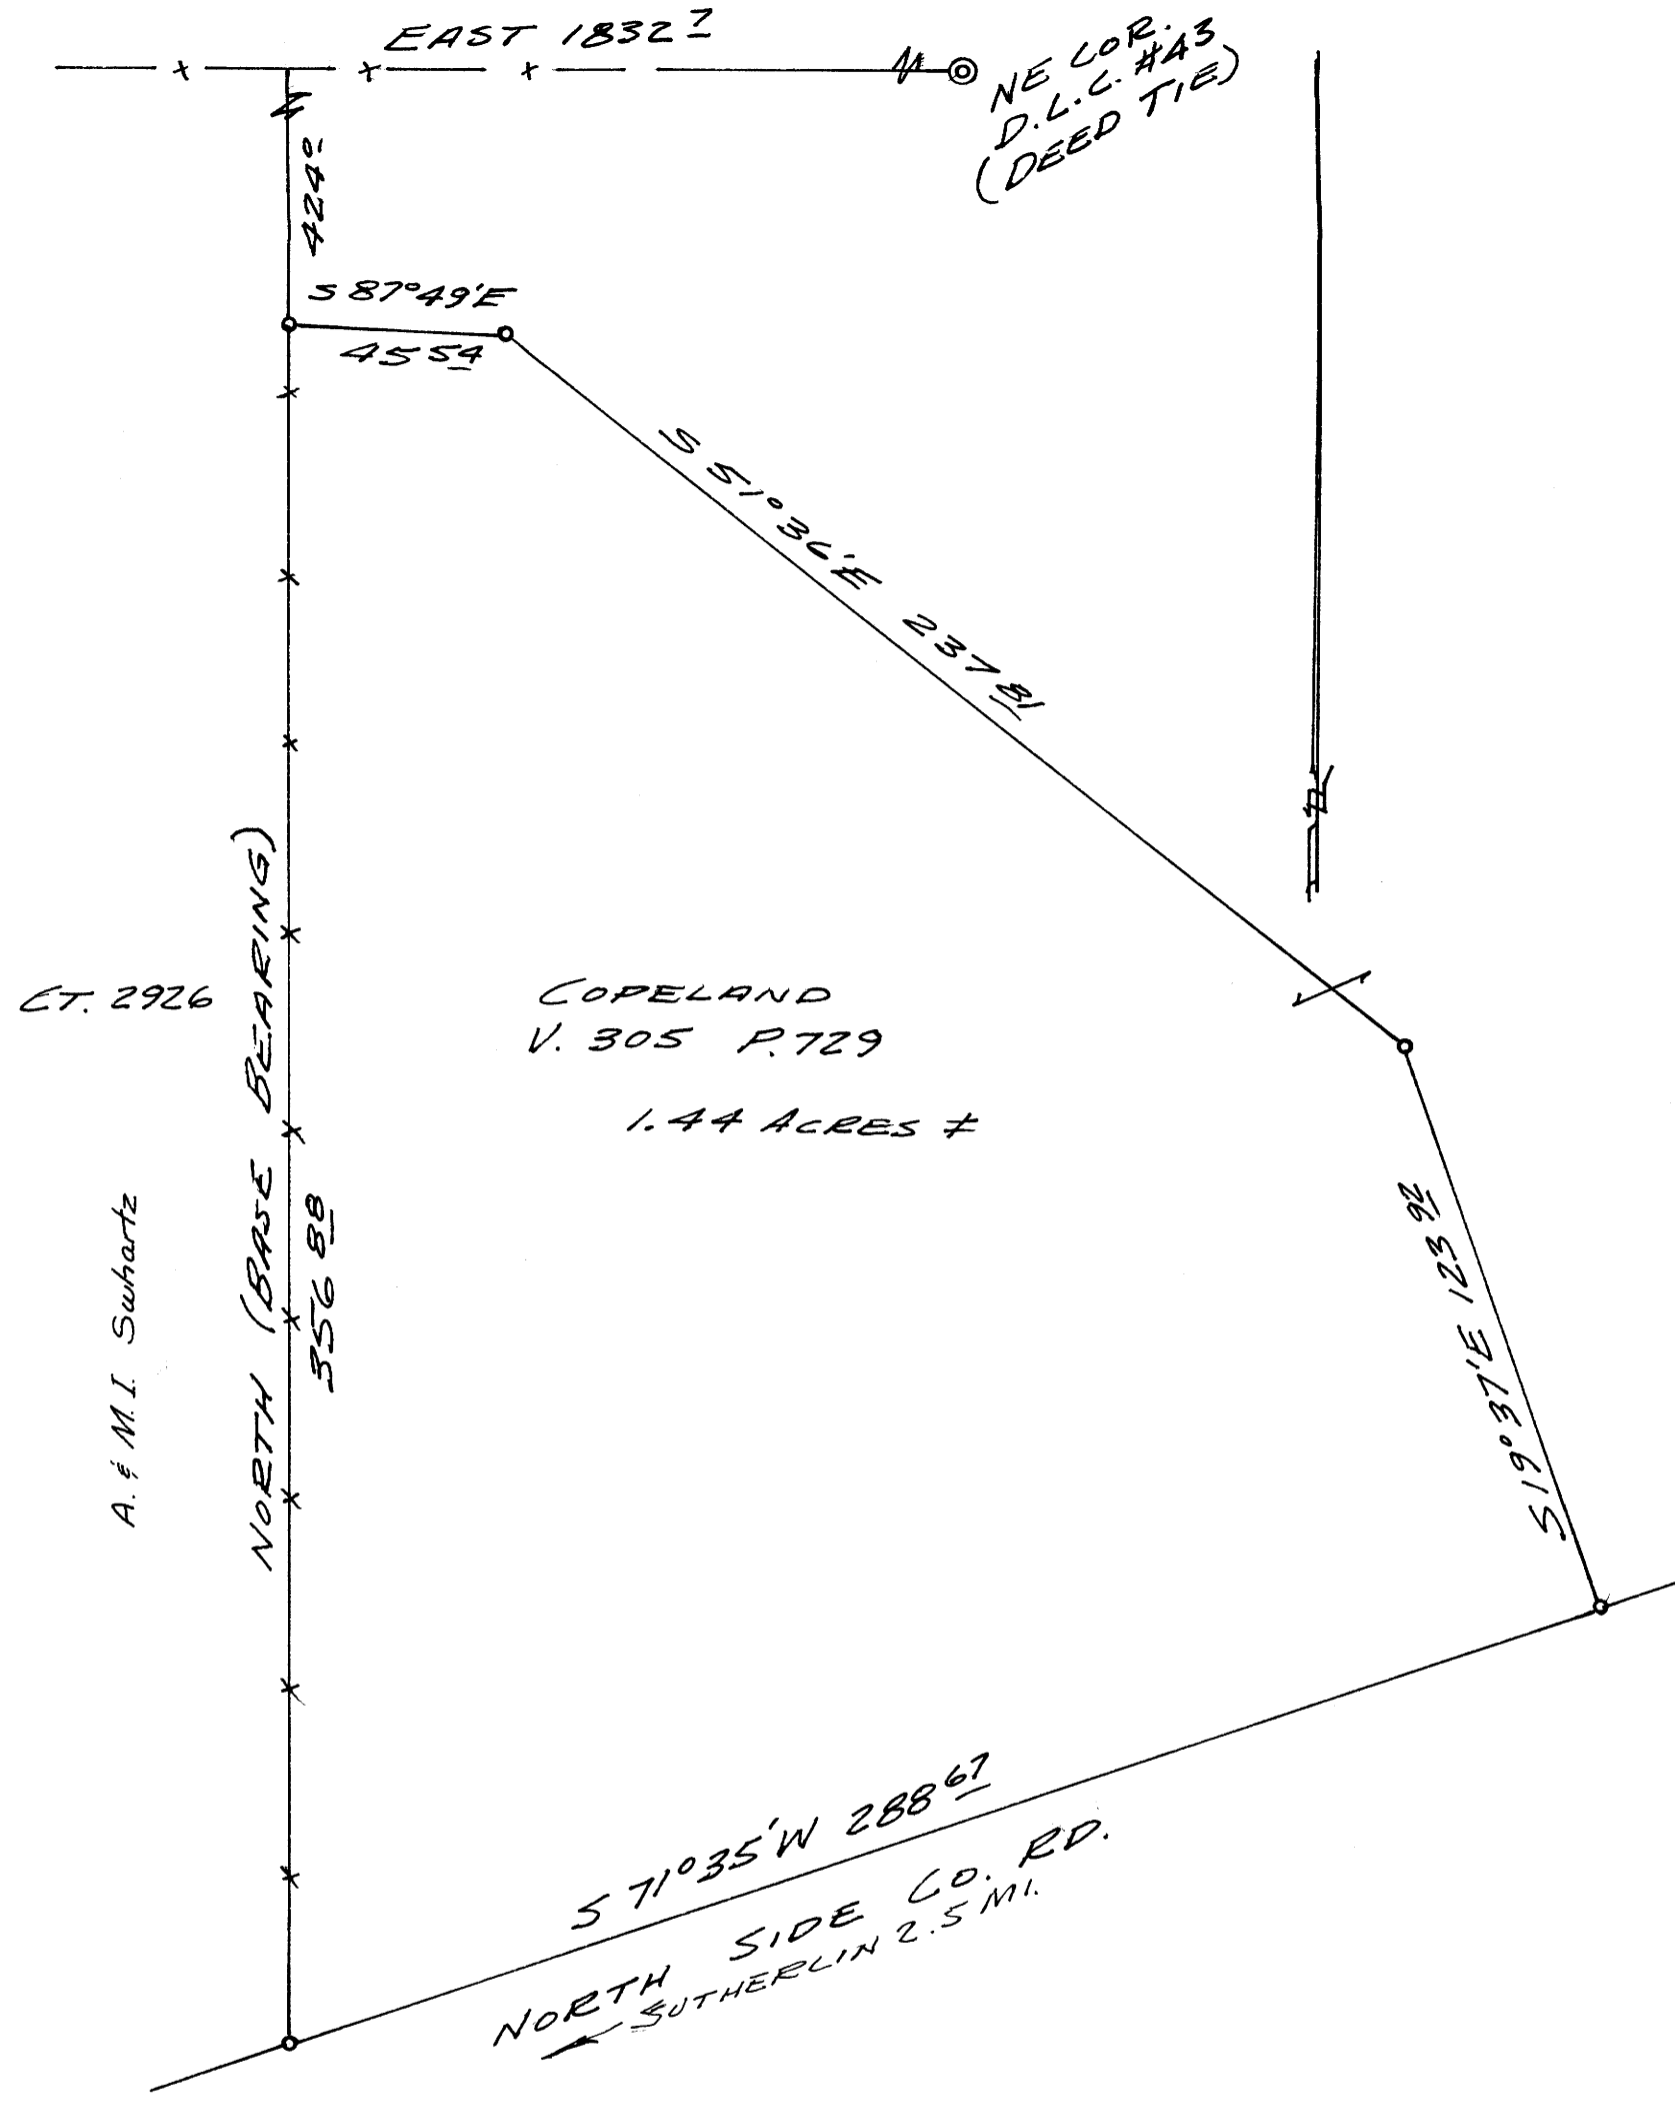 EAST 1832 7
NE COR.
D.L.C. #43
(DEED TIE)
424 0
S 87°49'E
45 54
S 51°36'E 237 81
NORTH (BASE BEARING)
356 88
CT. 2926
A. & M. I. Swhartz
COPELAND
V. 305 P. 729
1.44 ACRES ±
S 19°37'E 123 92
S 71°35'W 288 67
NORTH SIDE CO. RD.
← SUTHERLIN 2.5 MI.